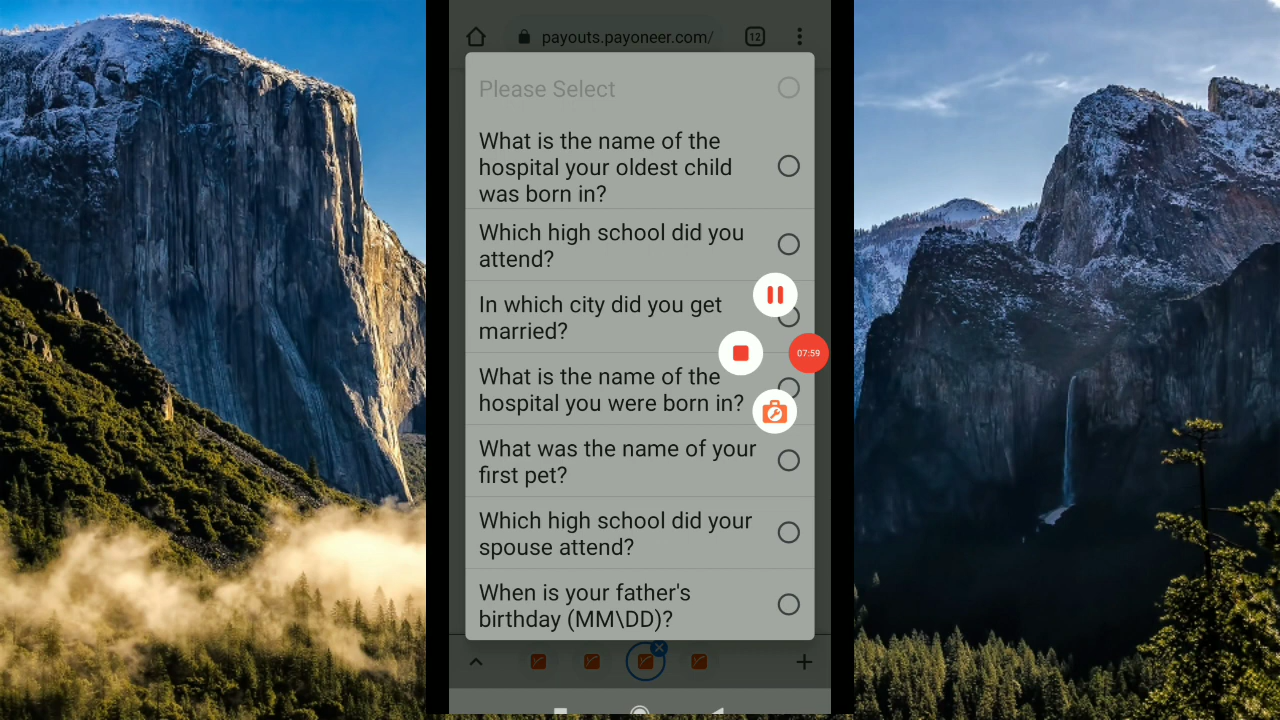 payouts.payoneer.com/
12
Please Select
What is the name of the
hospital your oldest child
was born in?
Which high school did you
attend?
In which city did you get
married?
07:59
What is the name of the
hospital you were born in?
What was the name of your
first pet?
Which high school did your
spouse attend?
When is your father's
birthday (MM\DD)?